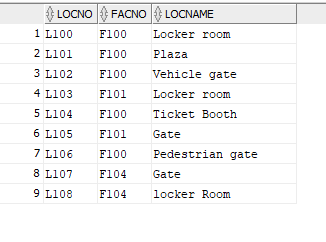 LOCNO FACNO LOCNAME
1 L100 F100 Locker room
2 L101 F100 Plaza
3 L102 F100 Vehicle gate
4 L103 F101 Locker room
5 L104 F100 Ticket Booth
6 L105 F101 Gate
7 L106 F100 Pedestrian gate
8 L107 F104 Gate
9 L108 F104 locker Room